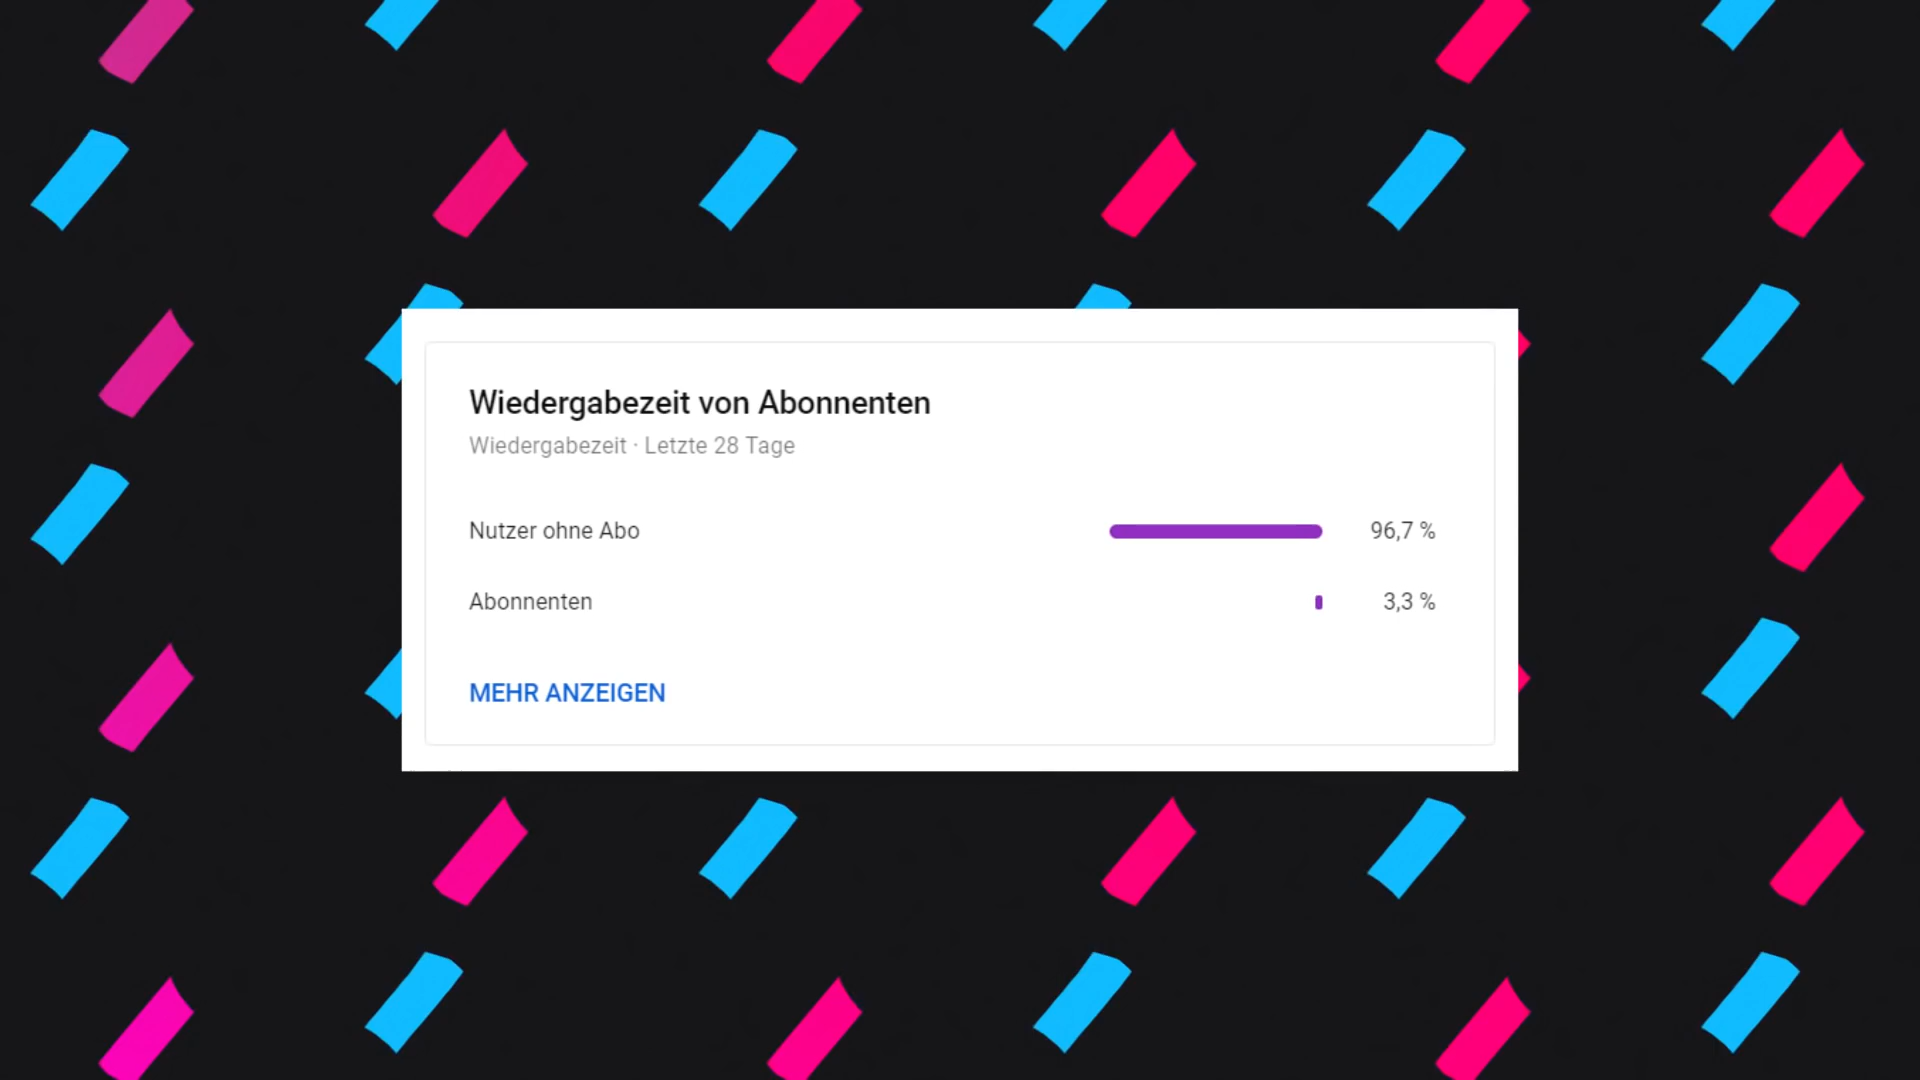 Wiedergabezeit von Abonnenten
Wiedergabezeit · Letzte 28 Tage
Nutzer ohne Abo 96,7 %
Abonnenten 3,3 %
MEHR ANZEIGEN